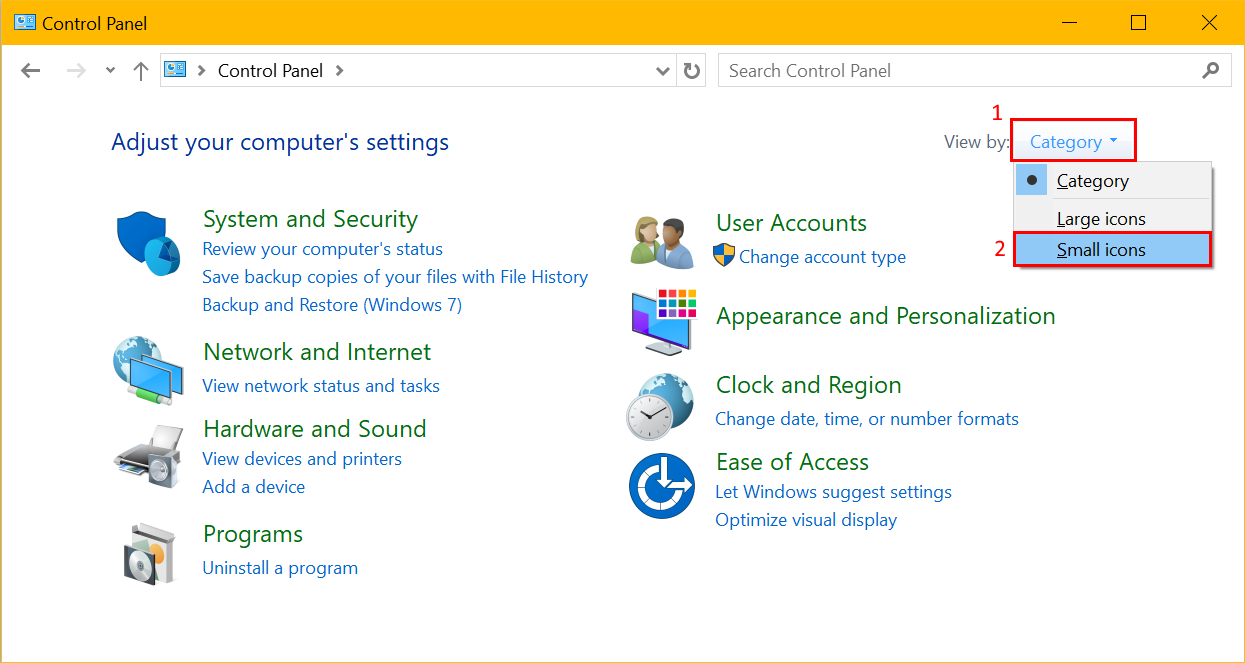 Control Panel
Control Panel
Search Control Panel
1
Adjust your computer's settings
View by:
Category
Category
Large icons
2
Small icons
System and Security
Review your computer's status
Save backup copies of your files with File History
Backup and Restore (Windows 7)
Network and Internet
View network status and tasks
Hardware and Sound
View devices and printers
Add a device
Programs
Uninstall a program
User Accounts
Change account type
Appearance and Personalization
Clock and Region
Change date, time, or number formats
Ease of Access
Let Windows suggest settings
Optimize visual display